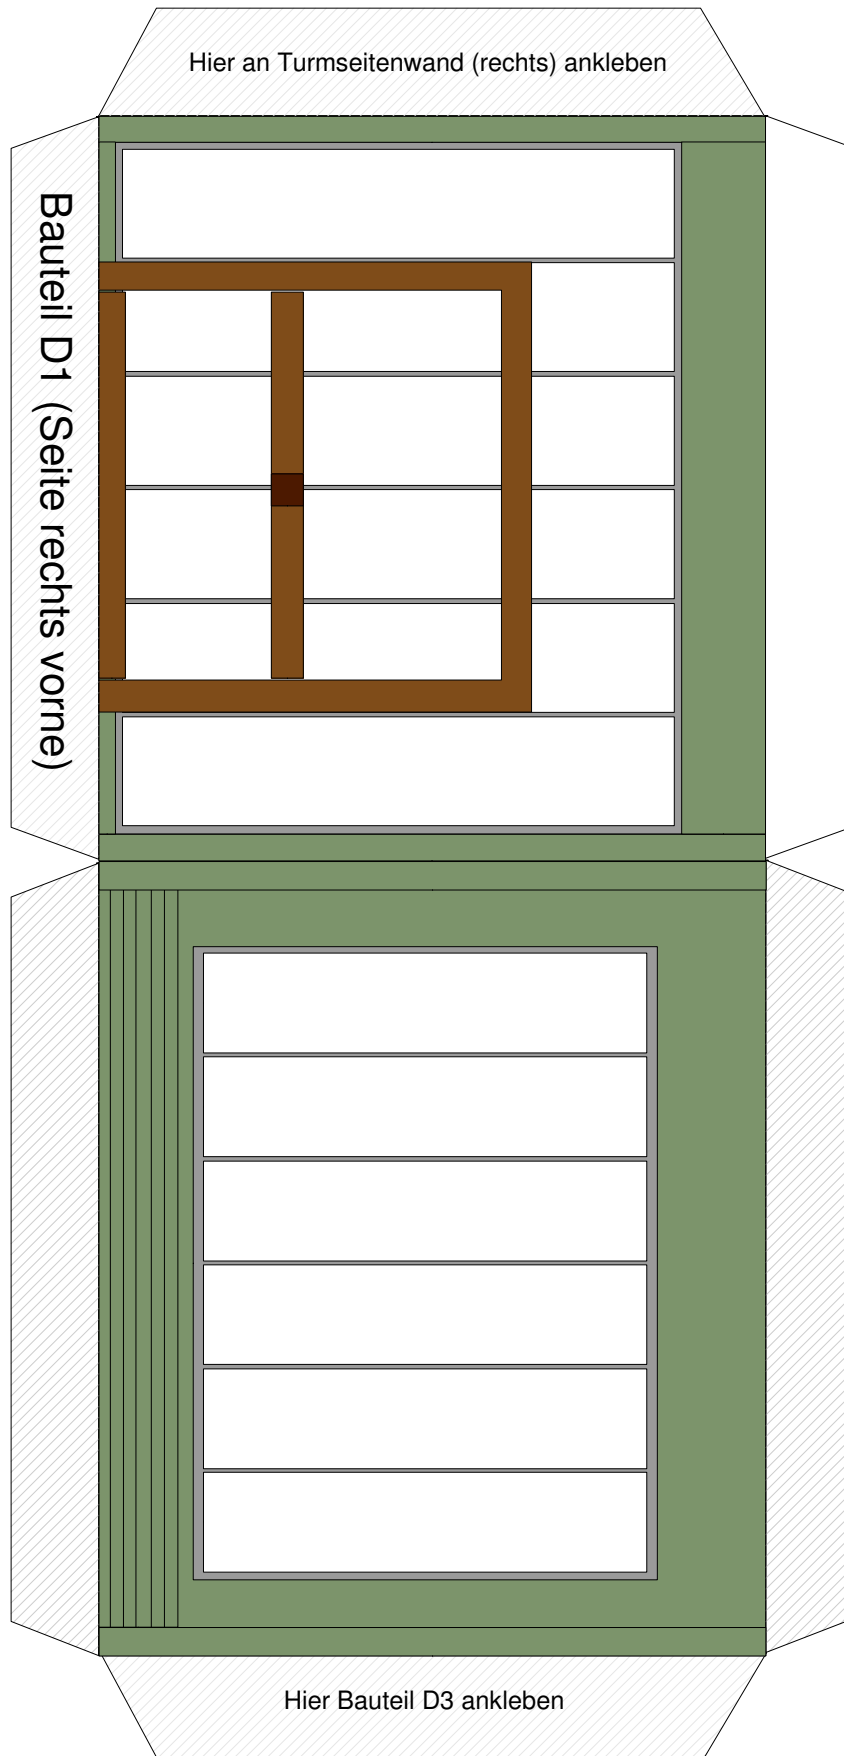 Hier an Turmseitenwand (rechts) ankleben
Bauteil D1 (Seite rechts vorne)
Hier Bauteil D3 ankleben